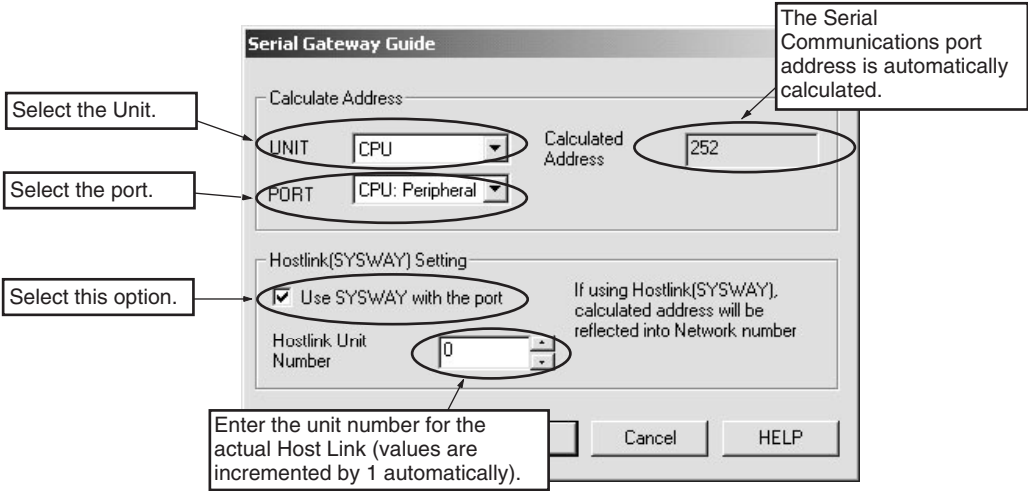 The Serial
Communications port
address is automatically
calculated.
Serial Gateway Guide
Calculate Address
Select the Unit.
UNIT
CPU
Calculated
Address
252
Select the port.
PORT
CPU: Peripheral
Hostlink(SYSWAY) Setting
Select this option.
Use SYSWAY with the port
If using Hostlink(SYSWAY),
calculated address will be
reflected into Network number
Hostlink Unit
Number
0
Enter the unit number for the
actual Host Link (values are
incremented by 1 automatically).
Cancel
HELP